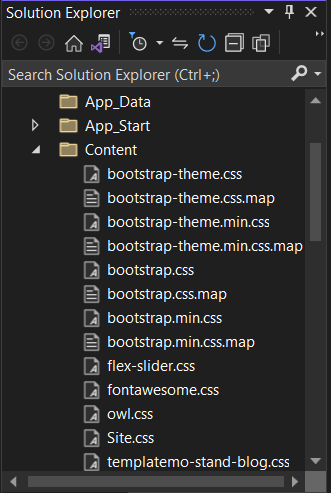 Solution Explorer
Search Solution Explorer (Ctrl+;)
App_Data
App_Start
Content
bootstrap-theme.css
bootstrap-theme.css.map
bootstrap-theme.min.css
bootstrap-theme.min.css.map
bootstrap.css
bootstrap.css.map
bootstrap.min.css
bootstrap.min.css.map
flex-slider.css
fontawesome.css
owl.css
Site.css
templatemo-stand-blog.css